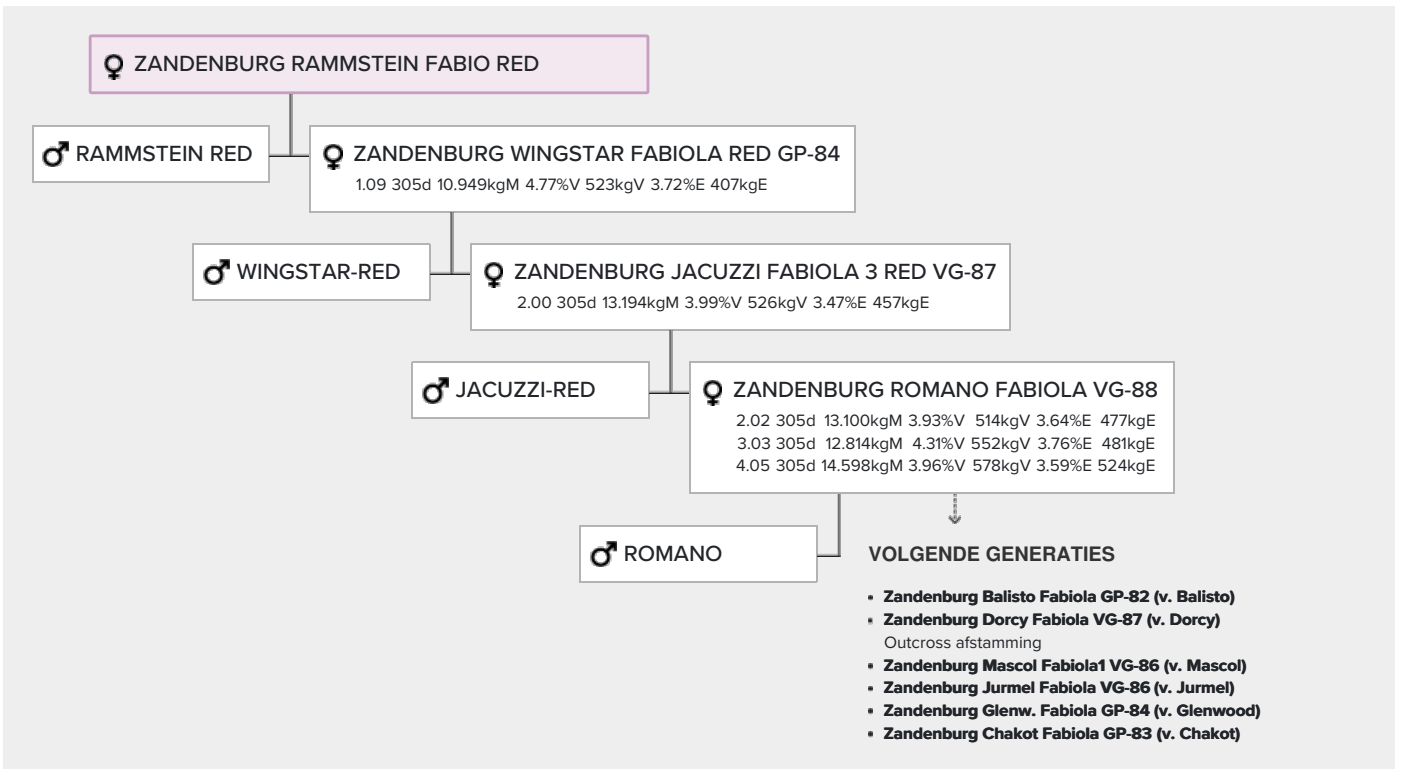 ♀ ZANDENBURG RAMMSTEIN FABIO RED
♂ RAMMSTEIN RED
♀ ZANDENBURG WINGSTAR FABIOLA RED GP-84
1.09 305d 10.949kgM 4.77%V 523kgV 3.72%E 407kgE
♂ WINGSTAR-RED
♀ ZANDENBURG JACUZZI FABIOLA 3 RED VG-87
2.00 305d 13.194kgM 3.99%V 526kgV 3.47%E 457kgE
♂ JACUZZI-RED
♀ ZANDENBURG ROMANO FABIOLA VG-88
2.02 305d 13.100kgM 3.93%V 514kgV 3.64%E 477kgE
3.03 305d 12.814kgM 4.31%V 552kgV 3.76%E 481kgE
4.05 305d 14.598kgM 3.96%V 578kgV 3.59%E 524kgE
♂ ROMANO
VOLGENDE GENERATIES
• Zandenburg Balisto Fabiola GP-82 (v. Balisto)
• Zandenburg Dorcy Fabiola VG-87 (v. Dorcy)
Outcross afstamming
• Zandenburg Mascol Fabiola1 VG-86 (v. Mascol)
• Zandenburg Jurmel Fabiola VG-86 (v. Jurmel)
• Zandenburg Glenw. Fabiola GP-84 (v. Glenwood)
• Zandenburg Chakot Fabiola GP-83 (v. Chakot)